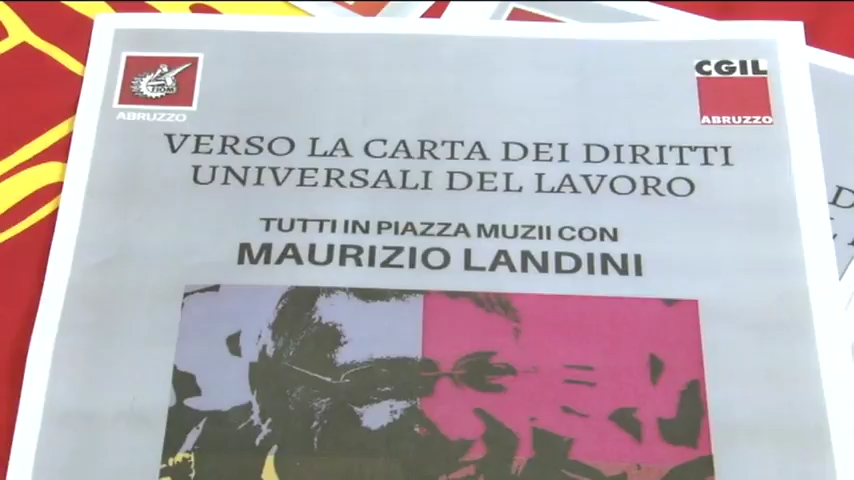 FIOM
CGIL
ABRUZZO
ABRUZZO
VERSO LA CARTA DEI DIRITTI
UNIVERSALI DEL LAVORO
TUTTI IN PIAZZA MUZII CON
MAURIZIO LANDINI